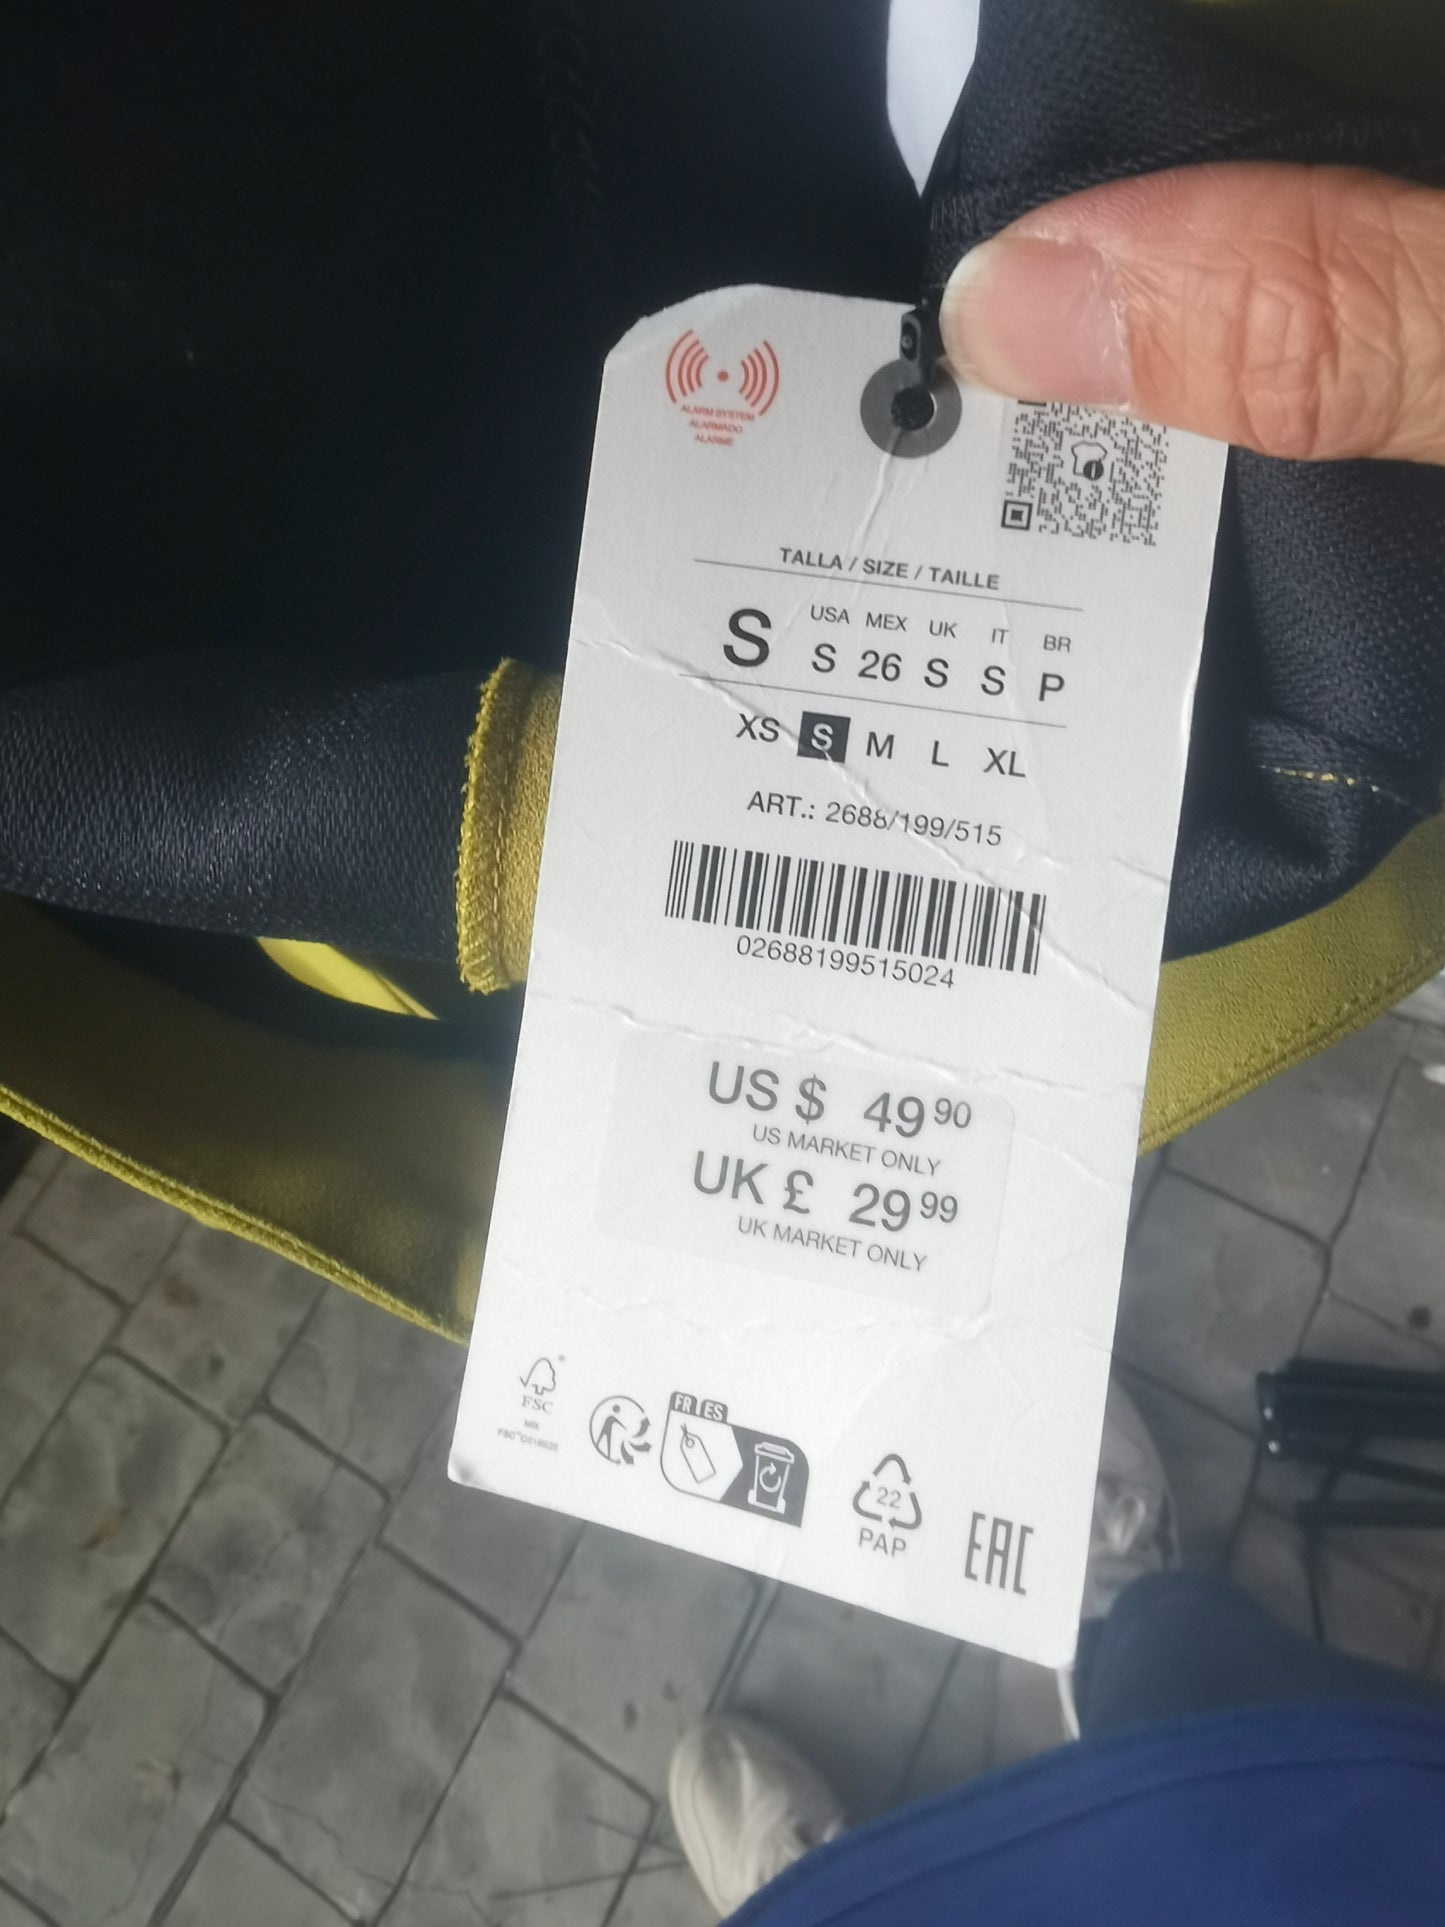 ALARM SYSTEM
ALARMADO
ALARME
TALLA / SIZE / TAILLE
S
USA MEX UK IT BR
S 26 S S P
XS S M L XL
ART.: 2688/199/515
02688199515024
US $ 49 90
US MARKET ONLY
UK £ 29 99
UK MARKET ONLY
FSC
MIX
FSC™C016020
FR ES
22
PAP
EAC